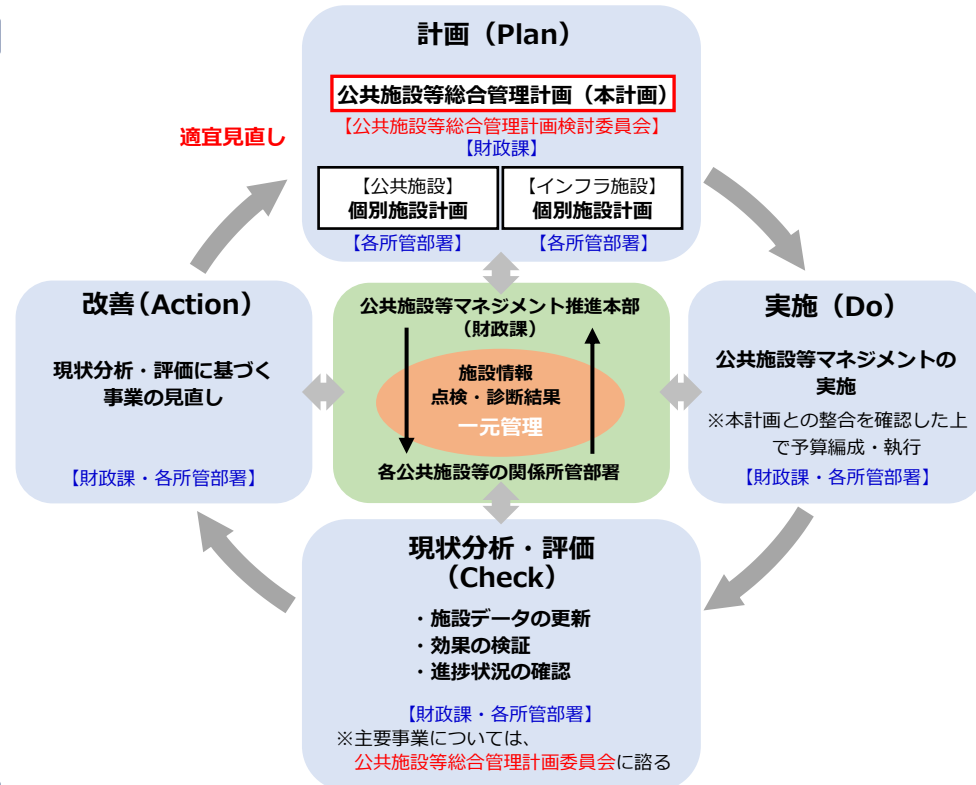 計画（Plan）
公共施設等総合管理計画（本計画）
【公共施設等総合管理計画検討委員会】
【財政課】
適宜見直し
【公共施設】
個別施設計画
【各所管部署】
【インフラ施設】
個別施設計画
【各所管部署】
改善（Action）
現状分析・評価に基づく
事業の見直し
【財政課・各所管部署】
公共施設等マネジメント推進本部
（財政課）
施設情報
点検・診断結果
一元管理
各公共施設等の関係所管部署
実施（Do）
公共施設等マネジメントの
実施
※本計画との整合を確認した上
で予算編成・執行
【財政課・各所管部署】
現状分析・評価
（Check）
・施設データの更新
・効果の検証
・進捗状況の確認
【財政課・各所管部署】
※主要事業については、
公共施設等総合管理計画委員会に諮る